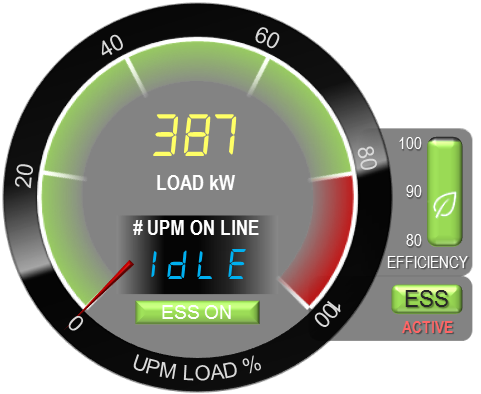 40
60
20
80
0
100
387
LOAD kW
# UPM ON LINE
IdLE
ESS ON
UPM LOAD %
100
90
80
EFFICIENCY
ESS
ACTIVE